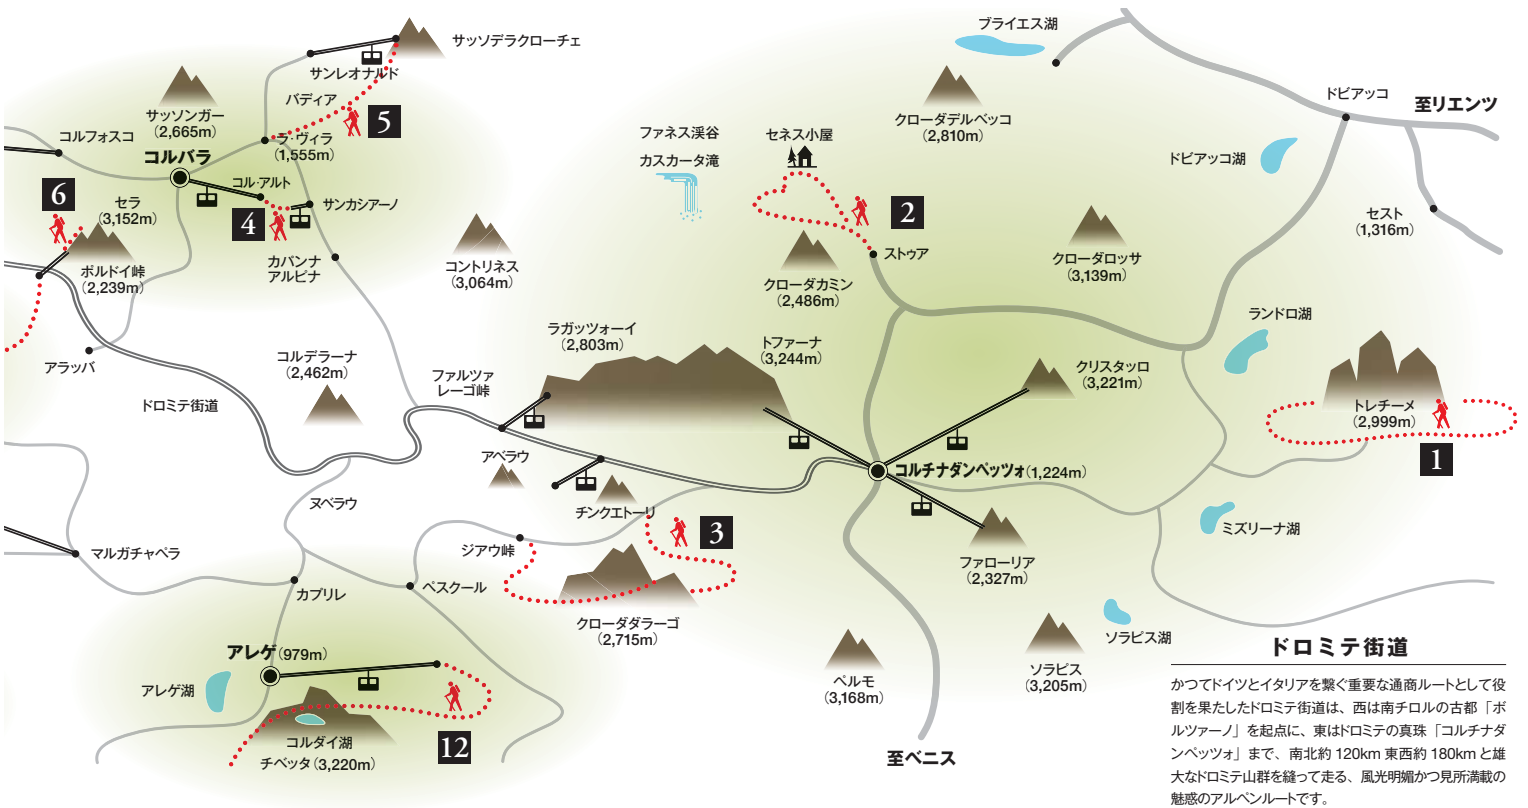 ブライエス湖
サッソデラクローチェ
サンレオナルド
バディア
5
サッソンガー
(2,665m)
コルフォスコ
ラ・ヴィラ
(1,555m)
コルバラ
コル・アルト
サンカシアーノ
4
6
セラ
(3,152m)
ポルドイ峠
(2,239m)
カバンナ
アルピナ
コントリネス
(3,064m)
アラッバ
ドロミテ街道
コルデラーナ
(2,462m)
ファルツァ
レーゴ峠
ラガッツォーイ
(2,803m)
トファーナ
(3,244m)
ファネス渓谷
カスカータ滝
セネス小屋
2
ストゥア
クローダカミン
(2,486m)
クローダデルベッコ
(2,810m)
ドビアッコ
至リエンツ
ドビアッコ湖
セスト
(1,316m)
クローダロッサ
(3,139m)
ランドロ湖
クリスタッロ
(3,221m)
トレチーメ
(2,999m)
1
コルチナダンペッツォ(1,224m)
アベラウ
チンクエトーリ
ヌベラウ
マルガチャペラ
カプリレ
ペスクール
ジアウ峠
3
クローダダラーゴ
(2,715m)
ファローリア
(2,327m)
ミズリーナ湖
ソラピス湖
ソラピス
(3,205m)
ペルモ
(3,168m)
至ベニス
アレゲ(979m)
アレゲ湖
コルダイ湖
チベッタ(3,220m)
12
ドロミテ街道
かつてドイツとイタリアを繋ぐ重要な通商ルートとして役
割を果たしたドロミテ街道は、西は南チロルの古都「ボ
ルツァーノ」を起点に、東はドロミテの真珠「コルチナダ
ンペッツォ」まで、南北約120km東西約180kmと雄
大なドロミテ山群を縫って走る、風光明媚かつ見所満載の
魅惑のアルペンルートです。